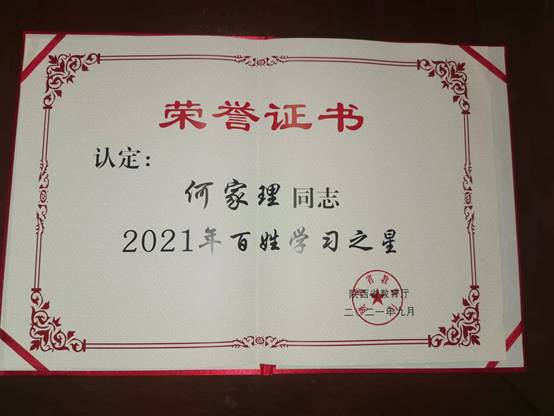 荣誉证书
认定：
何家理同志
2021年百姓学习之星
陕西省教育厅
二〇二一年九月